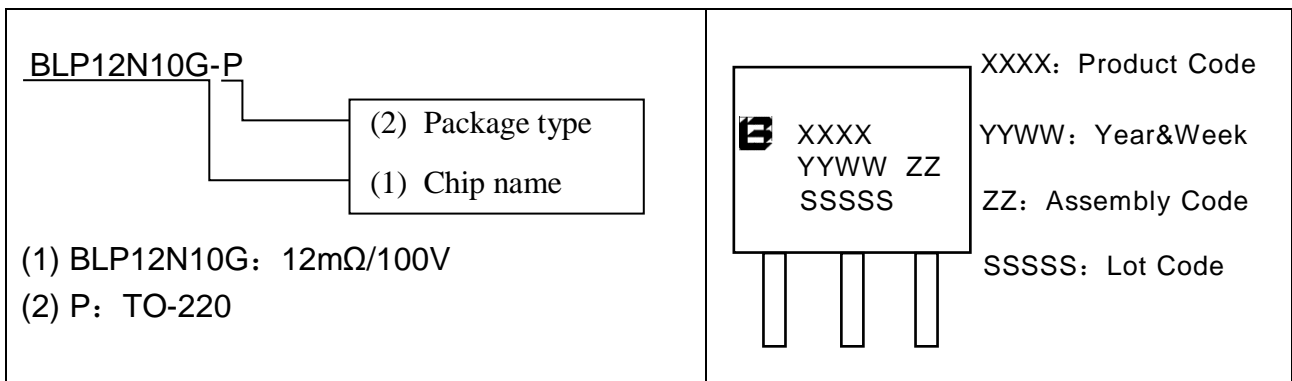 BLP12N10G-P
(2) Package type
(1) Chip name
(1) BLP12N10G：12mΩ/100V
(2) P：TO-220
XXXX
YYWW ZZ
SSSSS
XXXX：Product Code
YYWW：Year&Week
ZZ：Assembly Code
SSSSS：Lot Code